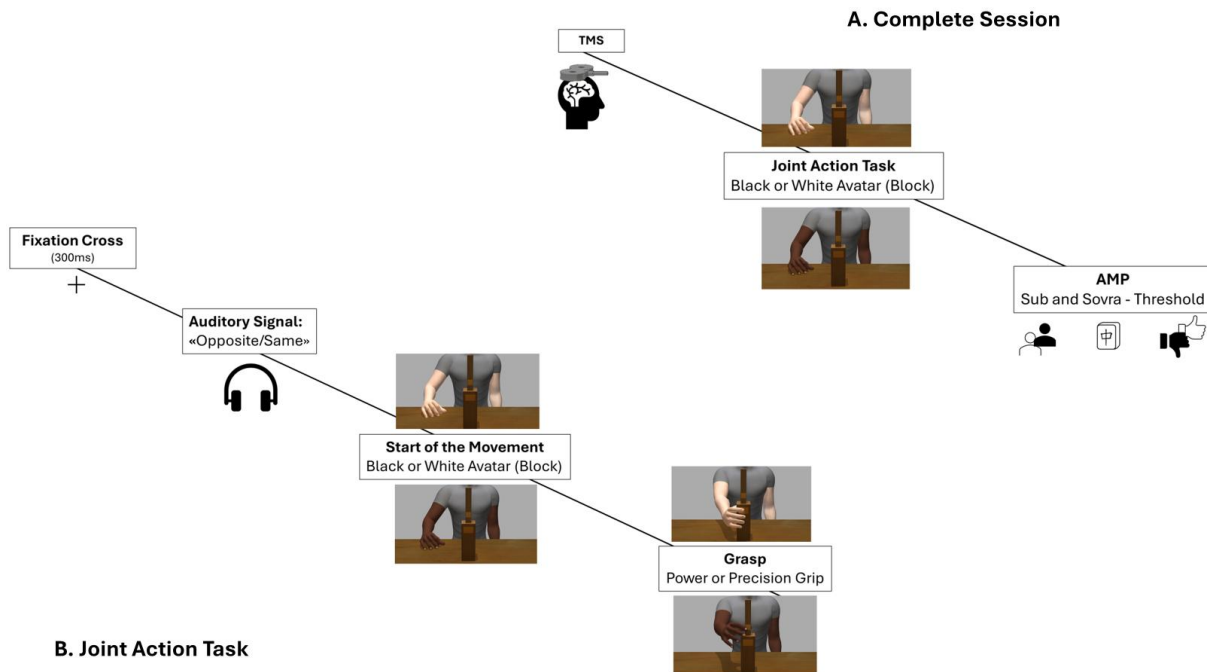 A. Complete Session
TMS
Joint Action Task
Black or White Avatar (Block)
AMP
Sub and Sovra - Threshold
中
Fixation Cross
(300ms)
Auditory Signal:
«Opposite/Same»
Start of the Movement
Black or White Avatar (Block)
Grasp
Power or Precision Grip
B. Joint Action Task